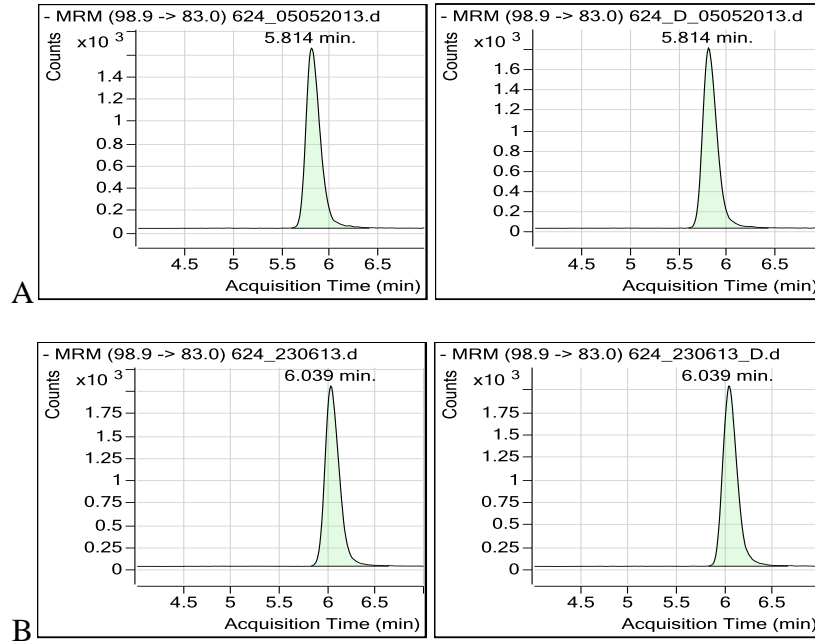 - MRM (98.9 -> 83.0) 624_05052013.d
Counts
x10 3
5.814 min.
1.4
1.2
1
0.8
0.6
0.4
0.2
0
4.5 5 5.5 6 6.5
Acquisition Time (min)
- MRM (98.9 -> 83.0) 624_D_05052013.d
Counts
x10 3
5.814 min.
1.6
1.4
1.2
1
0.8
0.6
0.4
0.2
0
4.5 5 5.5 6 6.5
Acquisition Time (min)
A
- MRM (98.9 -> 83.0) 624_230613.d
Counts
x10 3
6.039 min.
1.75
1.5
1.25
1
0.75
0.5
0.25
0
4.5 5 5.5 6 6.5
Acquisition Time (min)
- MRM (98.9 -> 83.0) 624_230613_D.d
Counts
x10 3
6.039 min.
1.75
1.5
1.25
1
0.75
0.5
0.25
0
4.5 5 5.5 6 6.5
Acquisition Time (min)
B